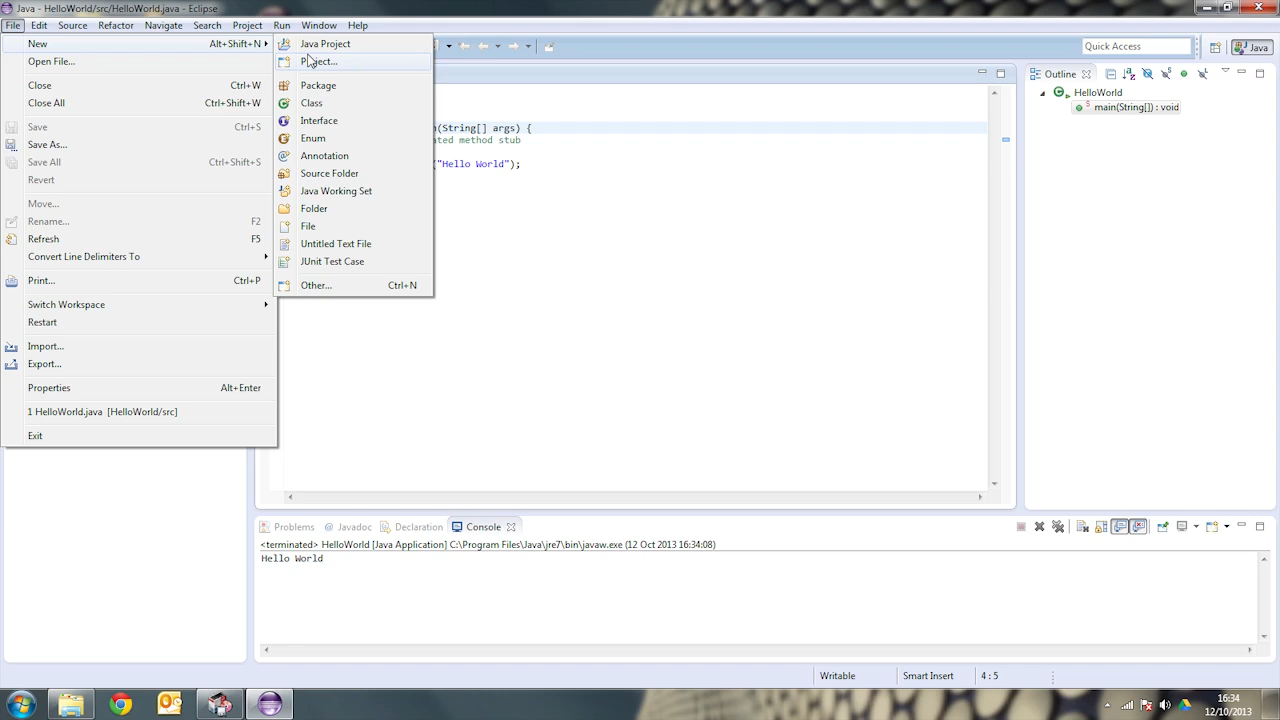 Java - HelloWorld/src/HelloWorld.java - Eclipse
File Edit Source Refactor Navigate Search Project Run Window Help
New Alt+Shift+N
Open File...
Close Ctrl+W
Close All Ctrl+Shift+W
Save Ctrl+S
Save As...
Save All Ctrl+Shift+S
Revert
Move...
Rename... F2
Refresh F5
Convert Line Delimiters To
Print... Ctrl+P
Switch Workspace
Restart
Import...
Export...
Properties Alt+Enter
1 HelloWorld.java [HelloWorld/src]
Exit
Java Project
Project...
Package
Class
Interface
Enum
Annotation
Source Folder
Java Working Set
Folder
File
Untitled Text File
JUnit Test Case
Other... Ctrl+N
(String[] args) {
ated method stub
("Hello World");
Quick Access Java
Outline
HelloWorld
main(String[]) : void
Problems @ Javadoc Declaration Console
<terminated> HelloWorld [Java Application] C:\Program Files\Java\jre7\bin\javaw.exe (12 Oct 2013 16:34:08)
Hello World
Writable Smart Insert 4 : 5
16:34
12/10/2013